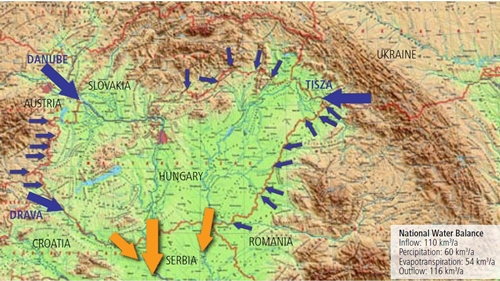 UKRAINE
DANUBE
SLOVAKIA
TISZA
AUSTRIA
HUNGARY
DRAVA
CROATIA
ROMANIA
SERBIA
National Water Balance
Inflow: 110 km³/a
Percipitation: 60 km³/a
Evapotranspiration: 54 km³/a
Outflow: 116 km³/a